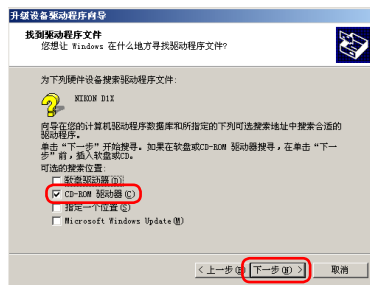 升级设备驱动程序向导
找到驱动程序文件
您想让 Windows 在什么地方寻找驱动程序文件?
为下列硬件设备搜索驱动程序文件:
NIKON D1X
向导在您的计算机驱动程序数据库和所指定的下列可选搜索地址中搜索合适的
驱动程序。
单击“下一步”开始搜寻。如果在软盘或CD-ROM 驱动器搜寻，在单击“下一
步”前，插入软盘或CD。
可选的搜索位置:
软盘驱动器(D)
CD-ROM 驱动器(C)
指定一个位置(S)
Microsoft Windows Update(M)
< 上一步(B) 下一步(N) > 取消